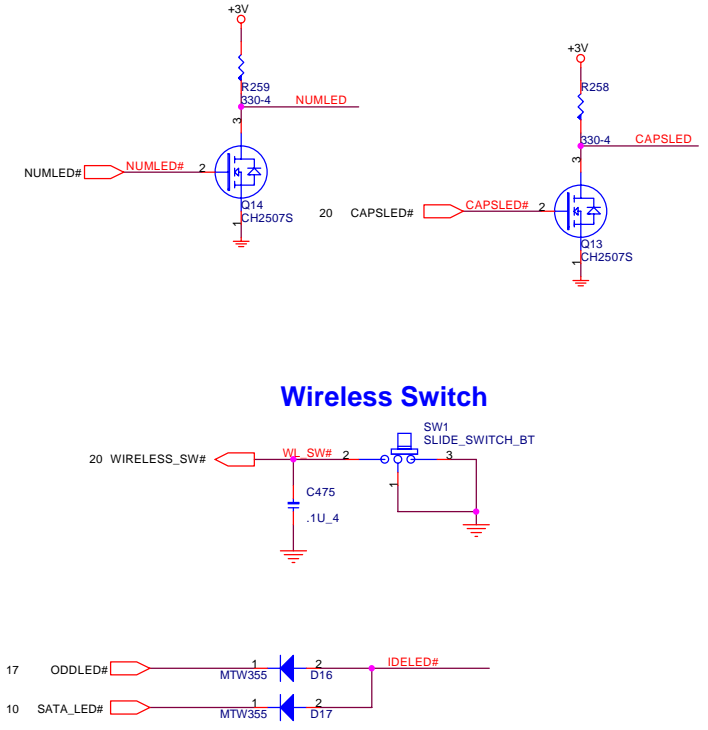 +3V
R259
330-4
NUMLED
3
NUMLED#
NUMLED#
2
Q14
CH2507S
1
+3V
R258
330-4
CAPSLED
3
20 CAPSLED#
CAPSLED#
2
Q13
CH2507S
1
Wireless Switch
SW1
SLIDE_SWITCH_BT
20 WIRELESS_SW#
WL_SW#
2
3
1
C475
.1U_4
17 ODDLED#
1
2
IDELED#
MTW355
D16
10 SATA_LED#
1
2
MTW355
D17